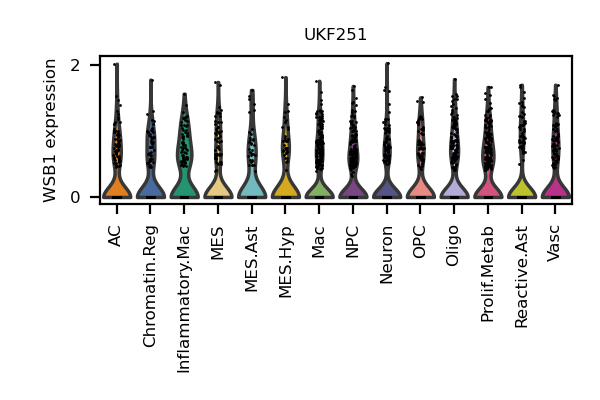 UKF251
WSB1 expression
2
0
AC
Chromatin.Reg
Inflammatory.Mac
MES
MES.Ast
MES.Hyp
Mac
NPC
Neuron
OPC
Oligo
Prolif.Metab
Reactive.Ast
Vasc